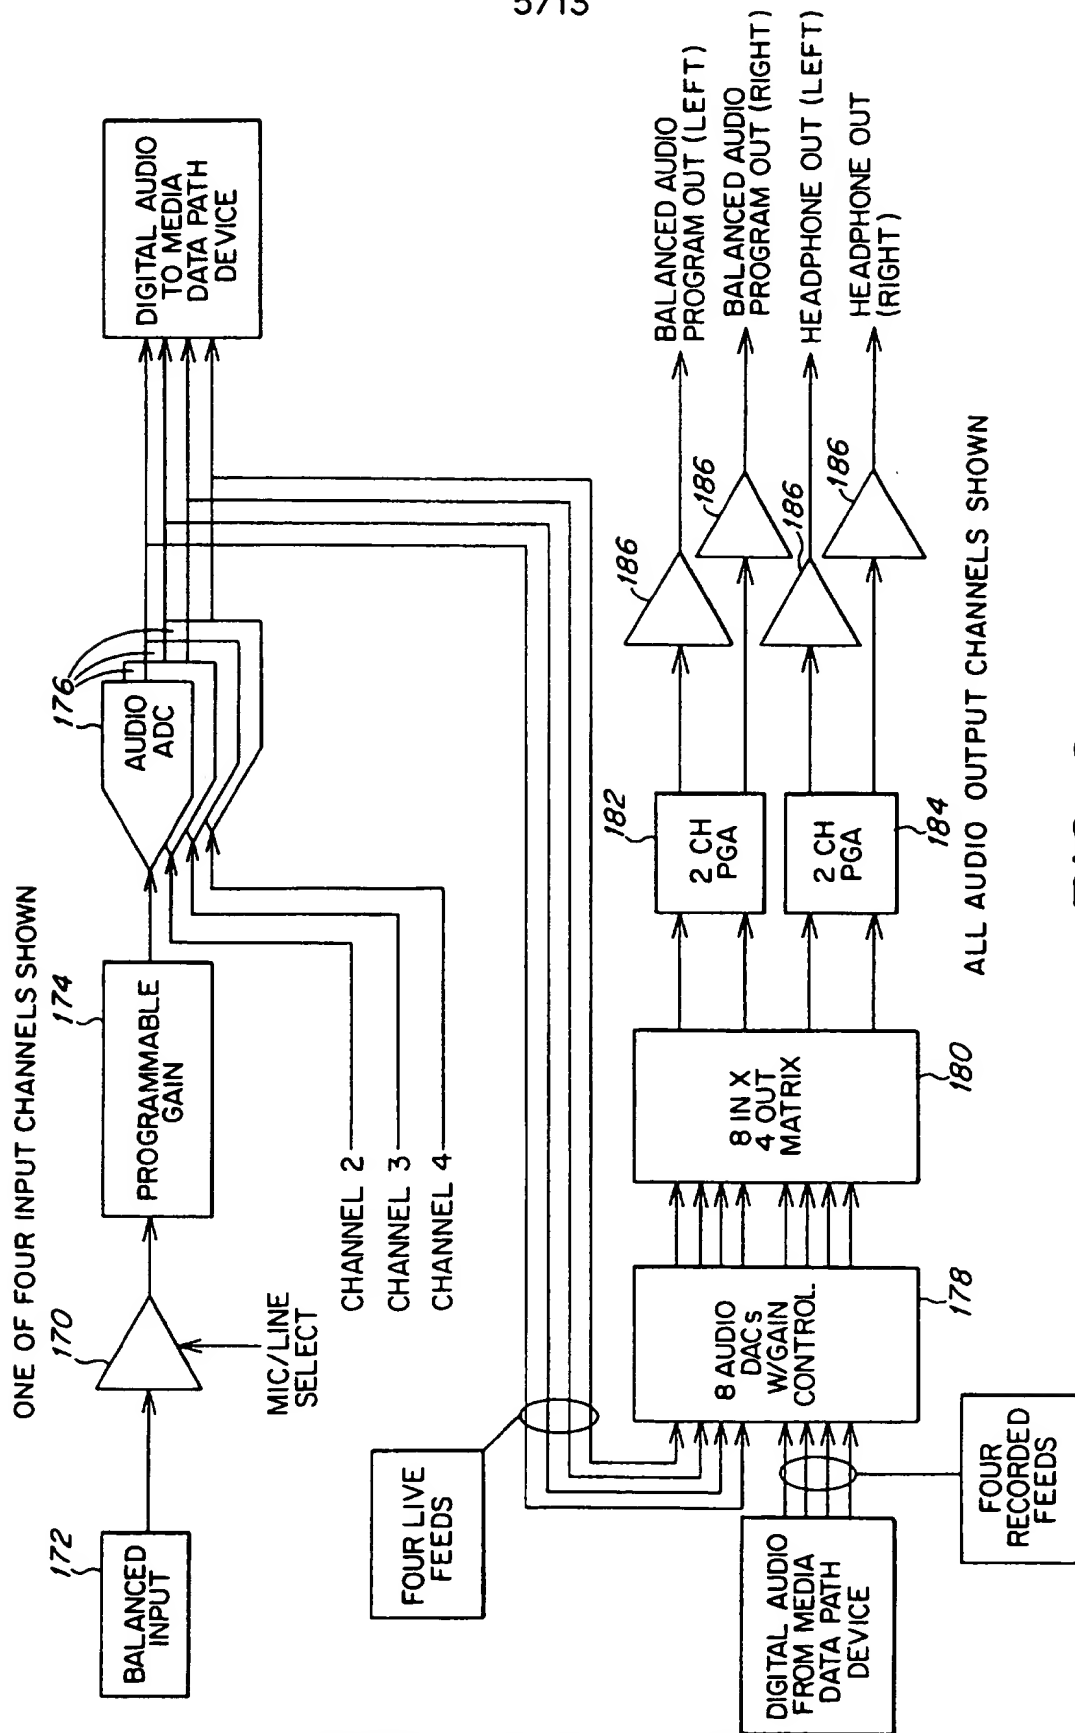 5713
ONE OF FOUR INPUT CHANNELS SHOWN
172
BALANCED
INPUT
170
MIC/LINE
SELECT
174
PROGRAMMABLE
GAIN
176
AUDIO
ADC
DIGITAL AUDIO
TO MEDIA
DATA PATH
DEVICE
CHANNEL 2
CHANNEL 3
CHANNEL 4
FOUR LIVE
FEEDS
DIGITAL AUDIO
FROM MEDIA
DATA PATH
DEVICE
FOUR
RECORDED
FEEDS
8 AUDIO
DACs
W/GAIN
CONTROL
178
8 IN X
4 OUT
MATRIX
180
182
2 CH
PGA
2 CH
PGA
184
186
186
186
186
BALANCED AUDIO
PROGRAM OUT (LEFT)
BALANCED AUDIO
PROGRAM OUT (RIGHT)
HEADPHONE OUT (LEFT)
HEADPHONE OUT
(RIGHT)
ALL AUDIO OUTPUT CHANNELS SHOWN